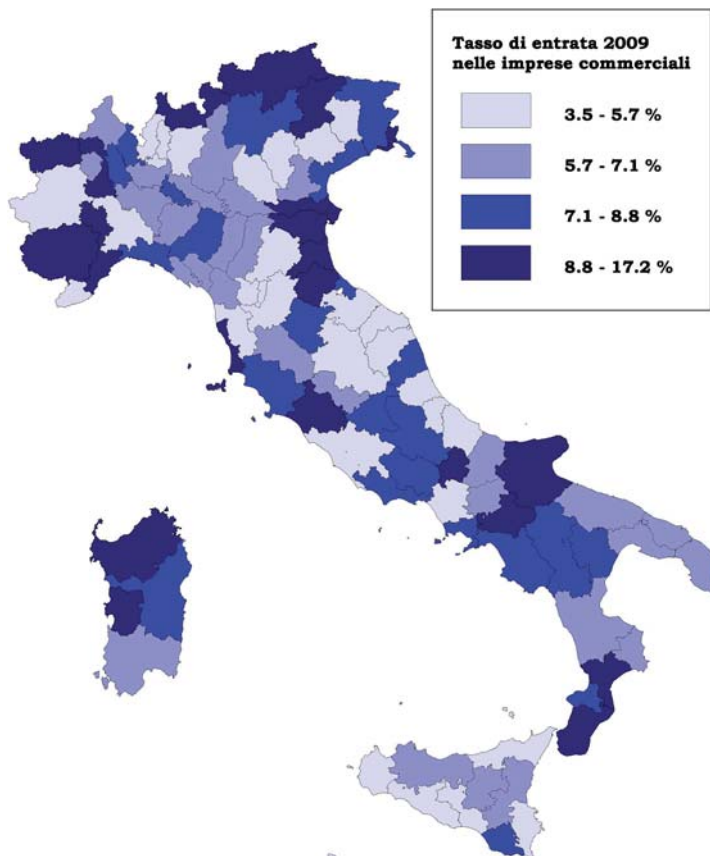 Tasso di entrata 2009
nelle imprese commerciali
3.5 - 5.7 %
5.7 - 7.1 %
7.1 - 8.8 %
8.8 - 17.2 %